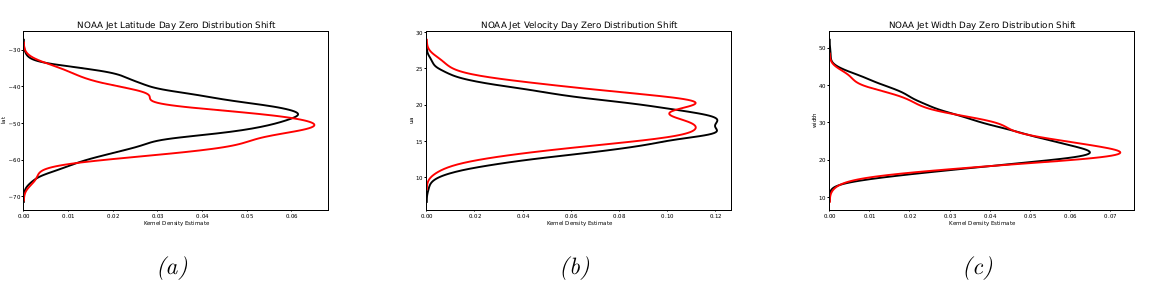 NOAA Jet Latitude Day Zero Distribution Shift
lat
−30
−40
−50
−60
−70
0.00 0.01 0.02 0.03 0.04 0.05 0.06
Kernel Density Estimate
(a)
NOAA Jet Velocity Day Zero Distribution Shift
ua
30
25
20
15
10
0.00 0.02 0.04 0.06 0.08 0.10 0.12
Kernel Density Estimate
(b)
NOAA Jet Width Day Zero Distribution Shift
width
50
40
30
20
10
0.00 0.01 0.02 0.03 0.04 0.05 0.06 0.07
Kernel Density Estimate
(c)